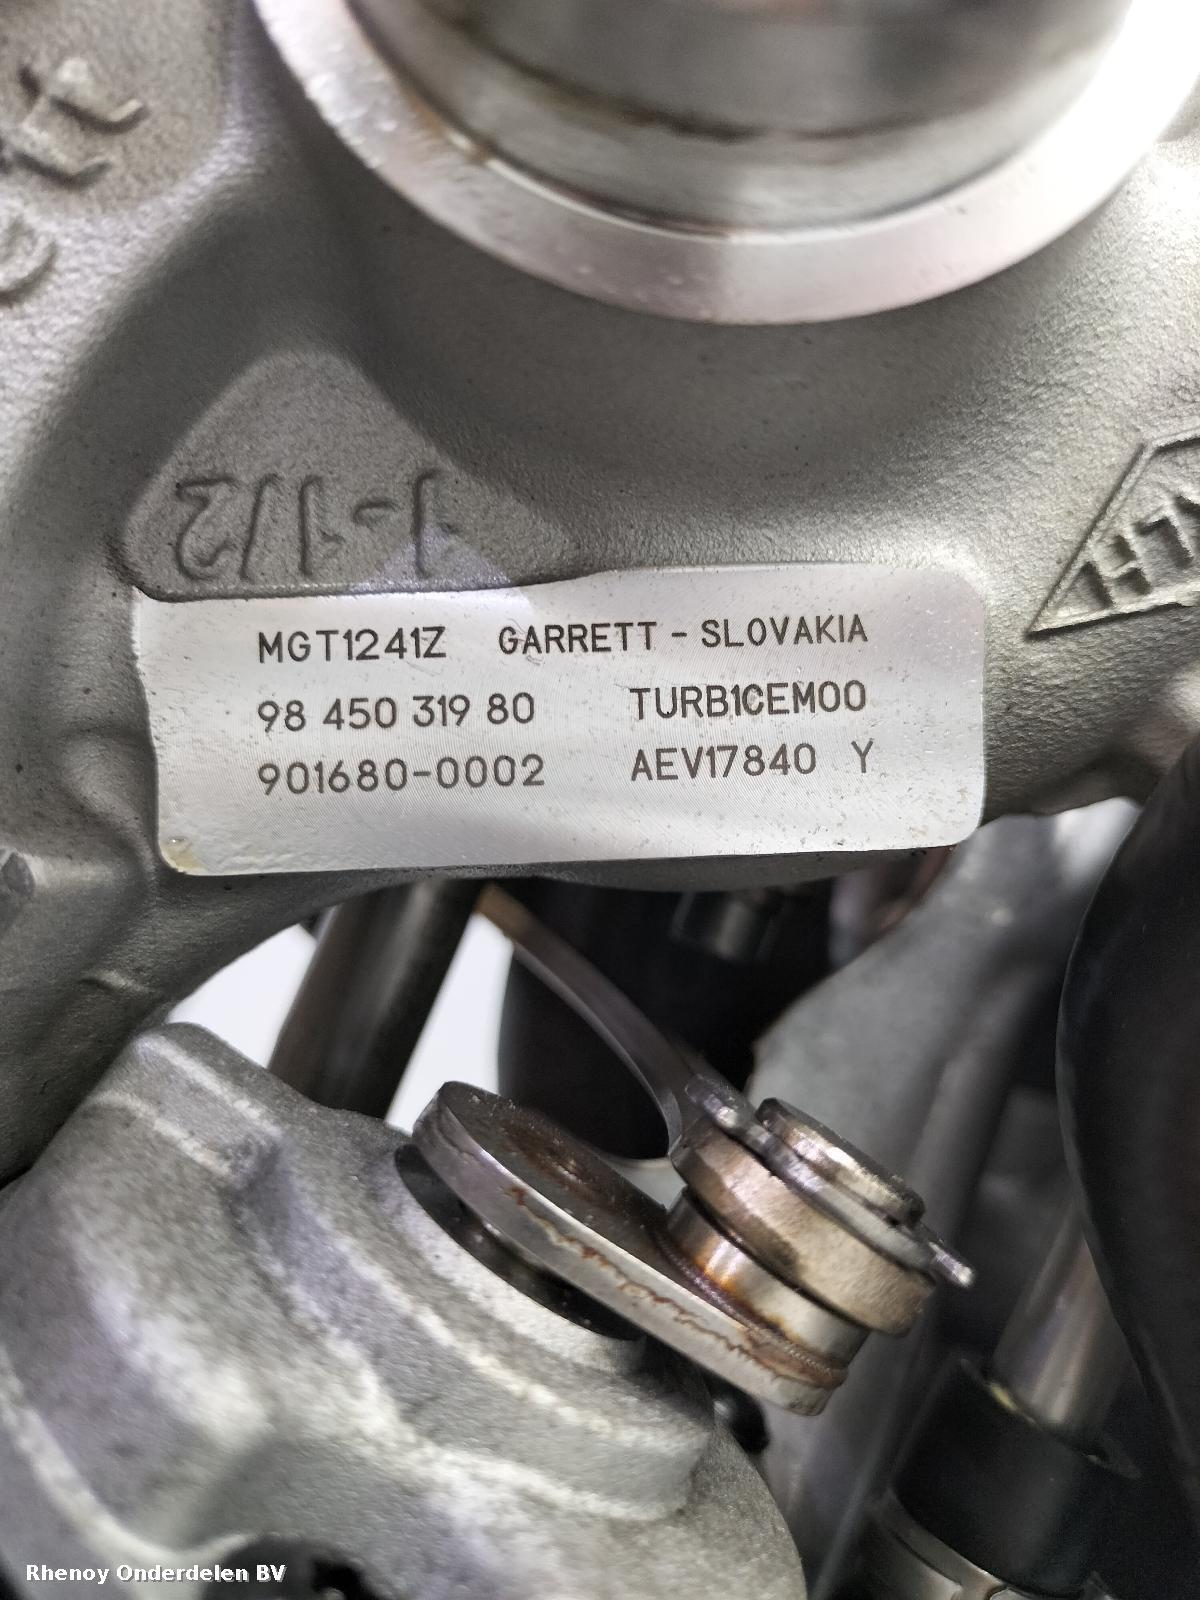 1-1/2
MGT1241Z GARRETT - SLOVAKIA
98 450 319 80 TURB1CEM00
901680-0002 AEV17840 Y
Rhenoy Onderdelen BV